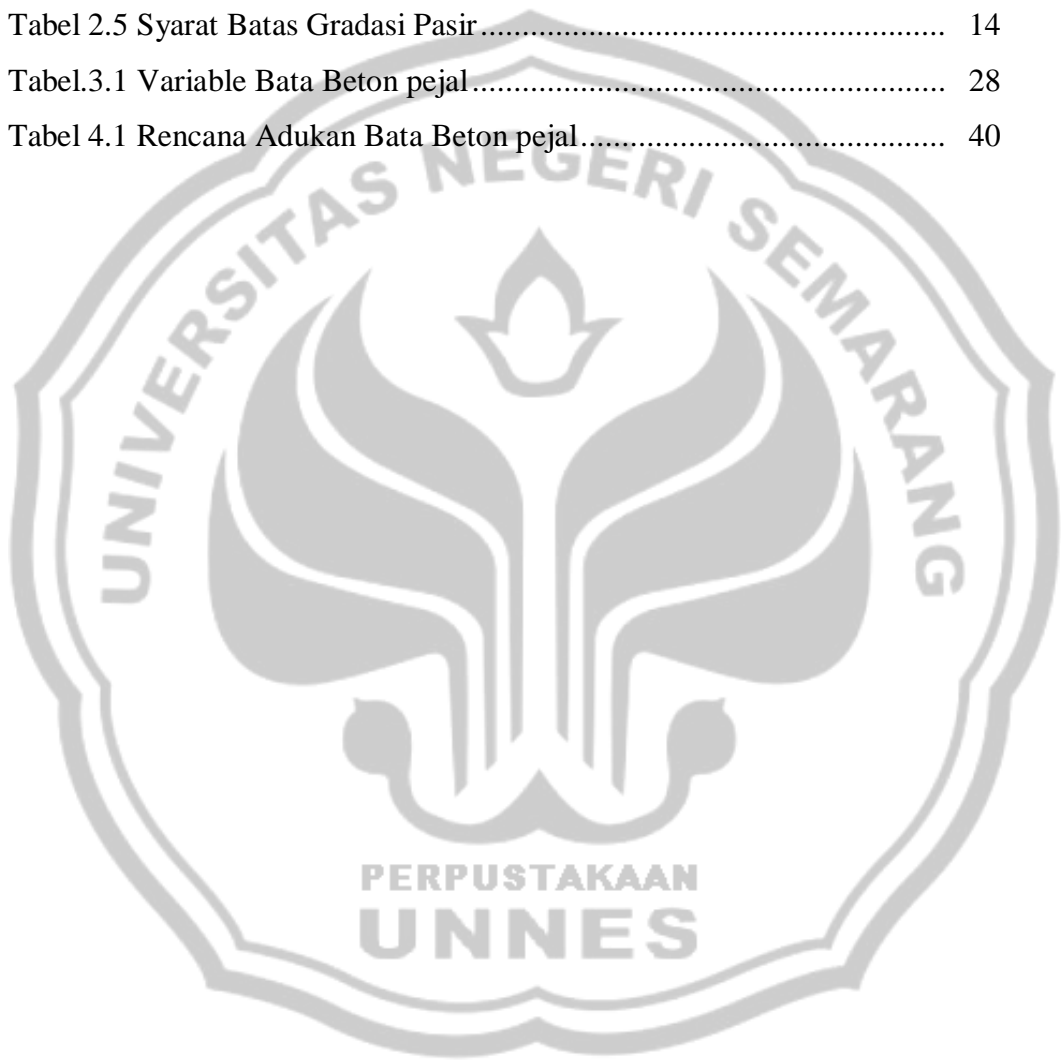 Tabel 2.5 Syarat Batas Gradasi Pasir ......................................................... 14
Tabel.3.1 Variable Bata Beton pejal .......................................................... 28
Tabel 4.1 Rencana Adukan Bata Beton pejal ............................................. 40
UNIVERSITAS NEGERI SEMARANG
PERPUSTAKAAN
UNNES